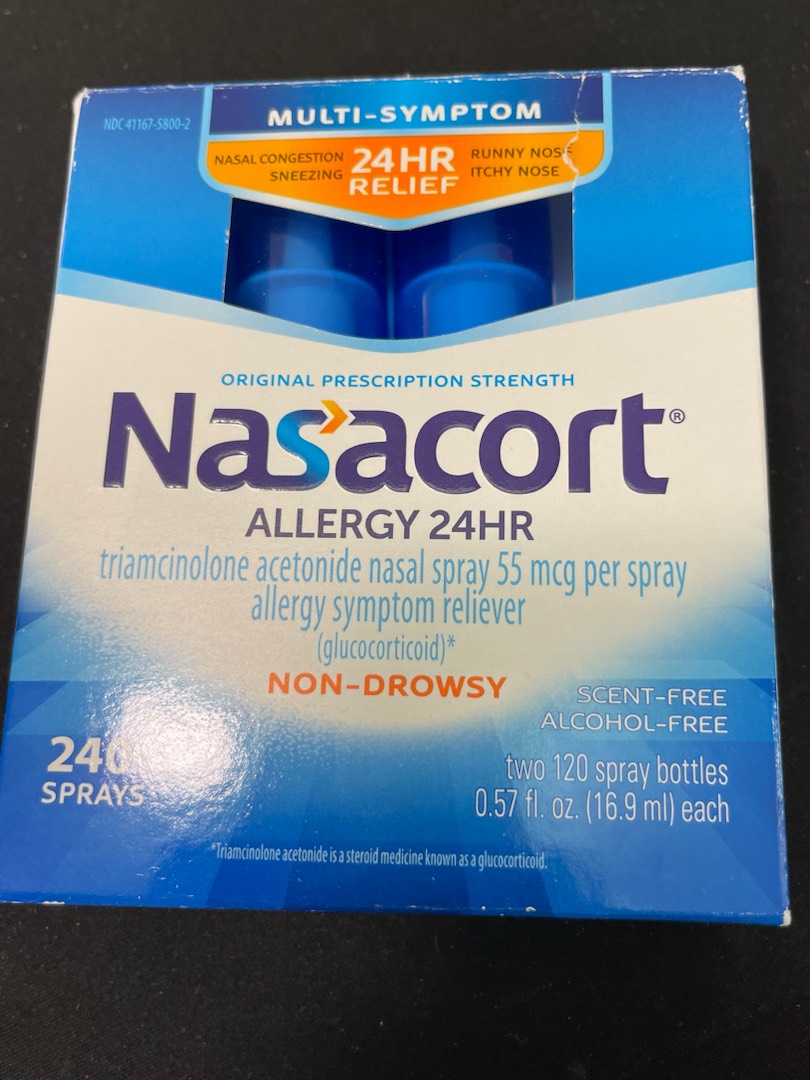 NDC 41167-5800-2
MULTI-SYMPTOM
NASAL CONGESTION
SNEEZING
24HR
RELIEF
RUNNY NOSE
ITCHY NOSE
ORIGINAL PRESCRIPTION STRENGTH
Nasacort®
ALLERGY 24HR
triamcinolone acetonide nasal spray 55 mcg per spray
allergy symptom reliever
(glucocorticoid)*
NON-DROWSY
SCENT-FREE
ALCOHOL-FREE
240
SPRAYS
two 120 spray bottles
0.57 fl. oz. (16.9 ml) each
*Triamcinolone acetonide is a steroid medicine known as a glucocorticoid.